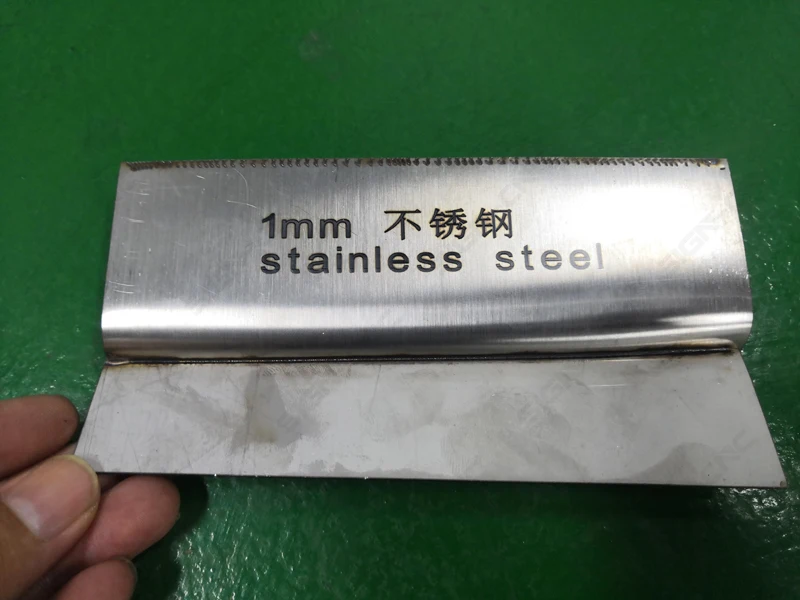 1mm 不锈钢
stainless steel